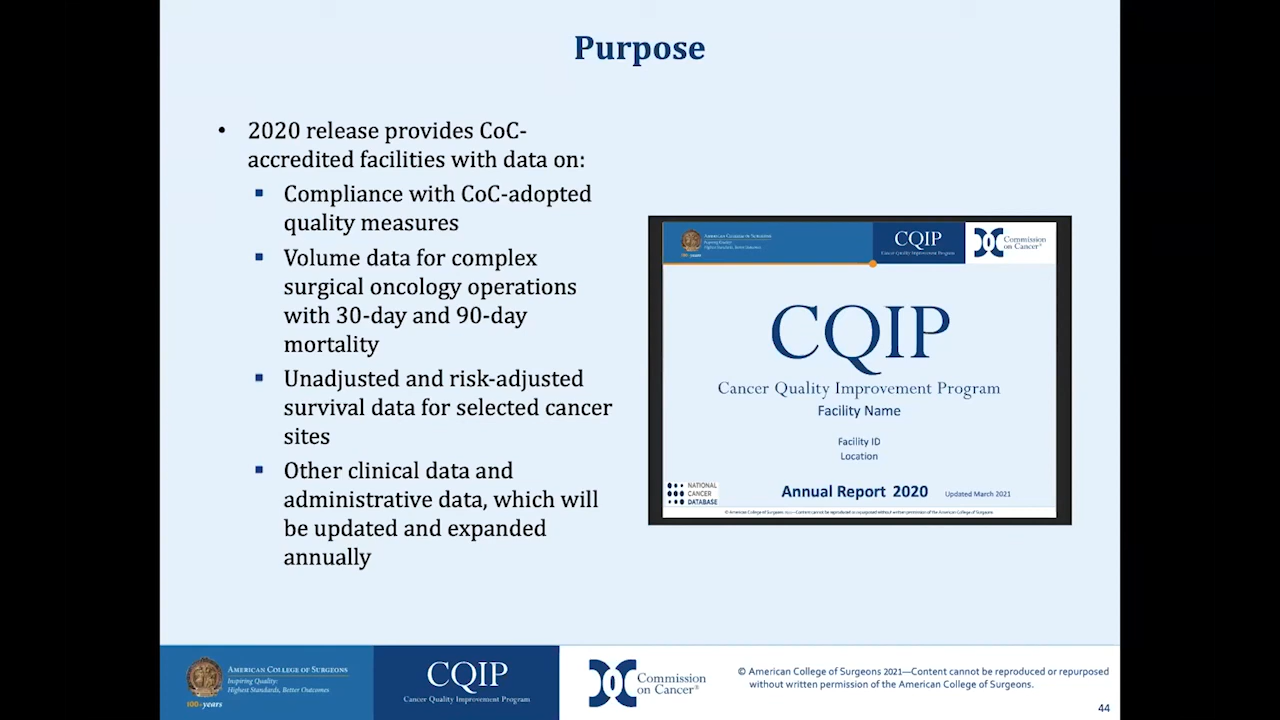 Purpose
• 2020 release provides CoC-
accredited facilities with data on:
▪ Compliance with CoC-adopted
quality measures
▪ Volume data for complex
surgical oncology operations
with 30-day and 90-day
mortality
▪ Unadjusted and risk-adjusted
survival data for selected cancer
sites
▪ Other clinical data and
administrative data, which will
be updated and expanded
annually
AMERICAN COLLEGE OF SURGEONS
Inspiring Quality:
Highest Standards, Better Outcomes
100+years
CQIP
Cancer Quality Improvement Program
Commission
on Cancer®
CQIP
Cancer Quality Improvement Program
Facility Name
Facility ID
Location
NATIONAL
CANCER
DATABASE
Annual Report 2020 Updated March 2021
© American College of Surgeons 2021—Content cannot be reproduced or repurposed without written permission of the American College of Surgeons.
AMERICAN COLLEGE OF SURGEONS
Inspiring Quality:
Highest Standards, Better Outcomes
100+years
CQIP
Cancer Quality Improvement Program
Commission
on Cancer®
© American College of Surgeons 2021—Content cannot be reproduced or repurposed
without written permission of the American College of Surgeons.
44